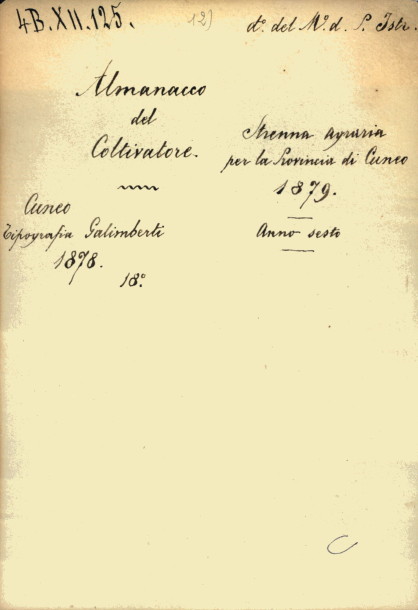 4B.XII.125.
12)
d.º del M.º d. P. Istr.
Almanacco
del
Coltivatore.
Strenna agraria
per la Provincia di Cuneo
1879.
Anno sesto
Cuneo
Tipografia Galimberti
1878.
18.º
C